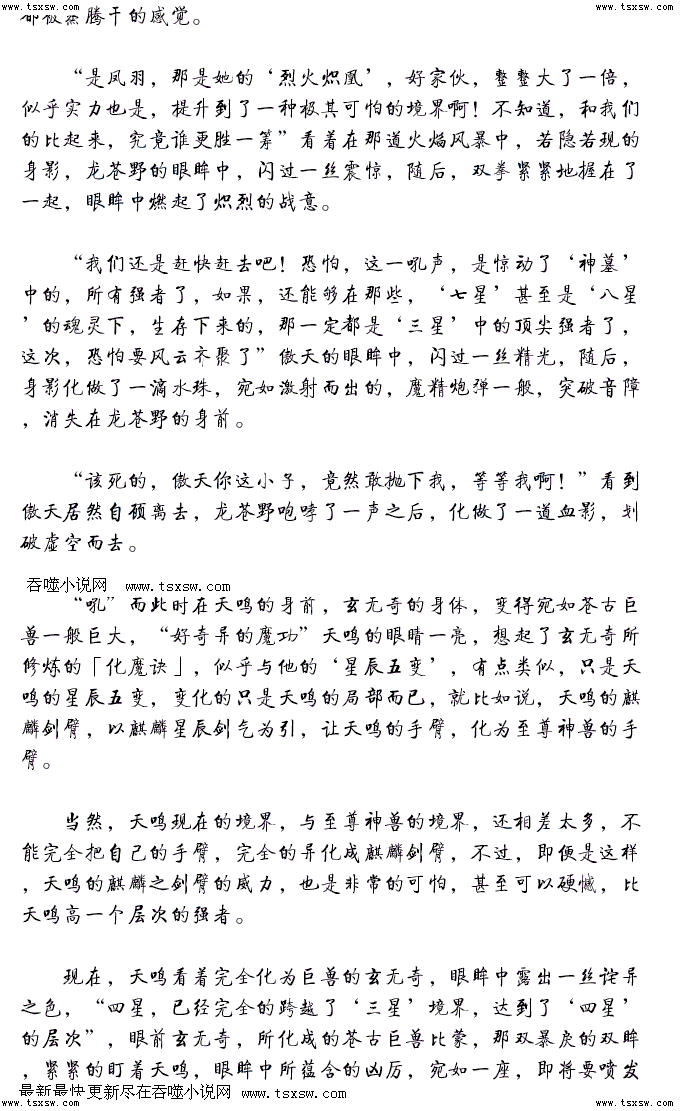 www.tsxsw.com www.tsxsw.com
都被蒸腾干的感觉。
“是凤羽，那是她的‘烈火炽凰’，好家伙，整整大了一倍，
似乎实力也是，提升到了一种极其可怕的境界啊！不知道，和我们
的比起来，究竟谁更胜一筹”看着在那道火焰风暴中，若隐若现的
身影，龙苍野的眼眸中，闪过一丝震惊，随后，双拳紧紧地握在了
一起，眼眸中燃起了炽烈的战意。
“我们还是赶快赶去吧！恐怕，这一吼声，是惊动了‘神墓’
中的，所有强者了，如果，还能够在那些，‘七星’甚至是‘八星
’的魂灵下，生存下来的，那一定都是‘三星’中的顶尖强者了，
这次，恐怕要风云齐聚了”傲天的眼眸中，闪过一丝精光，随后，
身影化做了一滴水珠，宛如激射而出的，魔精炮弹一般，突破音障
，消失在龙苍野的身前。
“该死的，傲天你这小子，竟然敢抛下我，等等我啊！”看到
傲天居然自顾离去，龙苍野咆哮了一声之后，化做了一道血影，划
破虚空而去。
吞噬小说网 www.tsxsw.com
“吼”而此时在天鸣的身前，玄无奇的身体，变得宛如苍古巨
兽一般巨大，“好奇异的魔功”天鸣的眼睛一亮，想起了玄无奇所
修炼的「化魔诀」，似乎与他的‘星辰五变’，有点类似，只是天
鸣的星辰五变，变化的只是天鸣的局部而已，就比如说，天鸣的麒
麟剑臂，以麒麟星辰剑气为引，让天鸣的手臂，化为至尊神兽的手
臂。
当然，天鸣现在的境界，与至尊神兽的境界，还相差太多，不
能完全把自己的手臂，完全的异化成麒麟剑臂，不过，即便是这样
，天鸣的麒麟之剑臂的威力，也是非常的可怕，甚至可以硬憾，比
天鸣高一个层次的强者。
现在，天鸣看着完全化为巨兽的玄无奇，眼眸中露出一丝诧异
之色，“四星，已经完全的跨越了‘三星’境界，达到了‘四星’
的层次”，眼前玄无奇，所化成的苍古巨兽比蒙，那双暴戾的双眸
，紧紧的盯着天鸣，眼眸中所蕴含的凶厉，宛如一座，即将要喷发
最新最快更新尽在吞噬小说网 www.tsxsw.com
www.tsxsw.com www.tsxsw.com